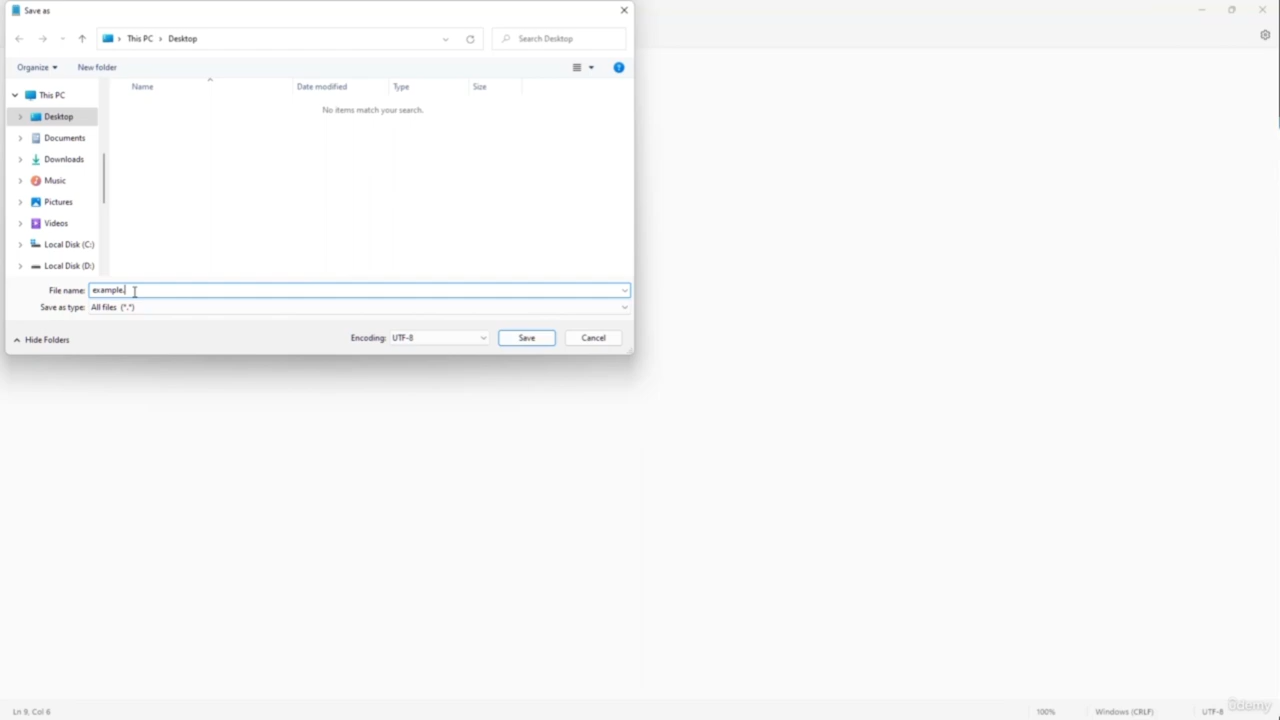 Save as
This PC > Desktop
Search Desktop
Organize
New folder
Name
Date modified
Type
Size
No items match your search.
This PC
Desktop
Documents
Downloads
Music
Pictures
Videos
Local Disk (C:)
Local Disk (D:)
File name: example.
Save as type: All files (*.*)
Hide Folders
Encoding: UTF-8
Save
Cancel
Ln 9, Col 6
100%
Windows (CRLF)
UTF-8
ûdemy